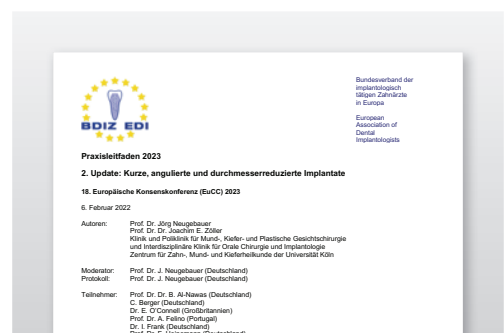 BDIZ EDI
Bundesverband der
implantologisch
tätigen Zahnärzte
in Europa
European
Association of
Dental
Implantologists
Praxisleitfaden 2023
2. Update: Kurze, angulierte und durchmesserreduzierte Implantate
18. Europäische Konsenskonferenz (EuCC) 2023
6. Februar 2022
Autoren: Prof. Dr. Jörg Neugebauer
Prof. Dr. Dr. Joachim E. Zöller
Klinik und Poliklinik für Mund-, Kiefer- und Plastische Gesichtschirurgie
und Interdisziplinäre Klinik für Orale Chirurgie und Implantologie
Zentrum für Zahn-, Mund- und Kieferheilkunde der Universität Köln
Moderator: Prof. Dr. J. Neugebauer (Deutschland)
Protokoll: Prof. Dr. J. Neugebauer (Deutschland)
Teilnehmer: Prof. Dr. Dr. B. Al-Nawas (Deutschland)
C. Berger (Deutschland)
Dr. E. O'Connell (Großbritannien)
Prof. Dr. A. Felino (Portugal)
Dr. I. Frank (Deutschland)